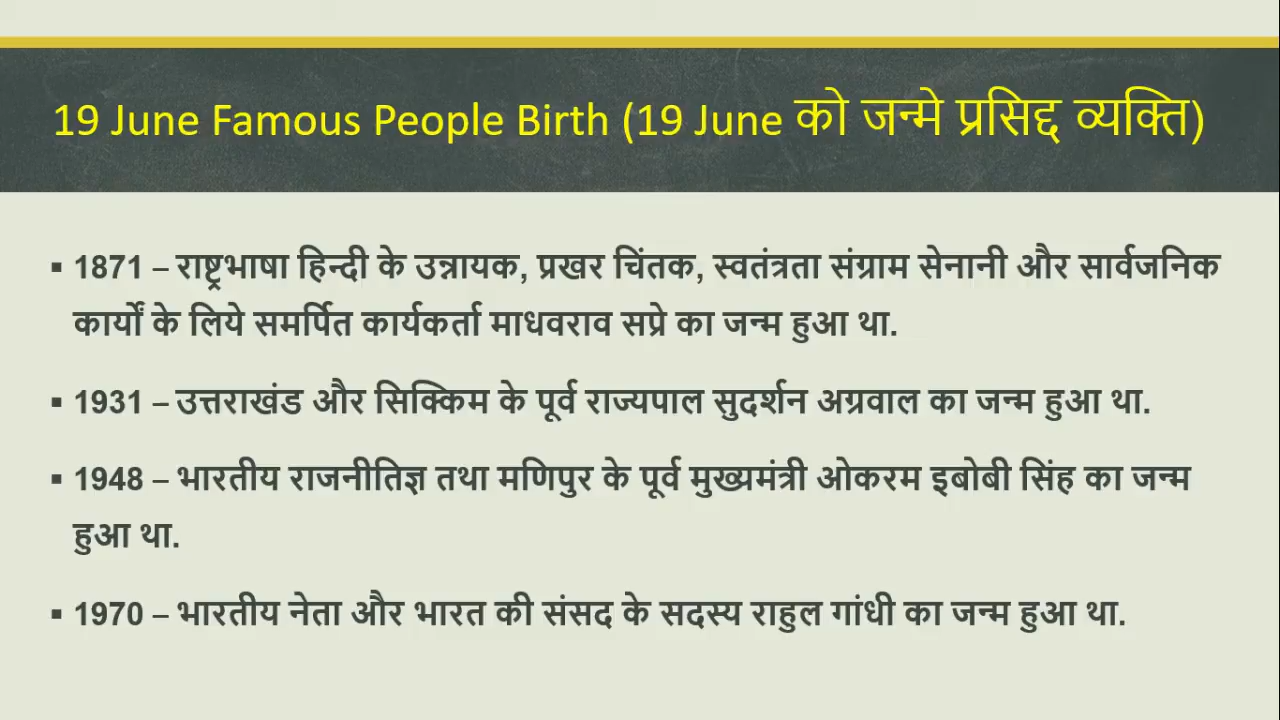 19 June Famous People Birth (19 June को जन्मे प्रसिद्द व्यक्ति)
▪ 1871 – राष्ट्रभाषा हिन्दी के उन्नायक, प्रखर चिंतक, स्वतंत्रता संग्राम सेनानी और सार्वजनिक
कार्यों के लिये समर्पित कार्यकर्ता माधवराव सप्रे का जन्म हुआ था.
▪ 1931 – उत्तराखंड और सिक्किम के पूर्व राज्यपाल सुदर्शन अग्रवाल का जन्म हुआ था.
▪ 1948 – भारतीय राजनीतिज्ञ तथा मणिपुर के पूर्व मुख्यमंत्री ओकरम इबोबी सिंह का जन्म
हुआ था.
▪ 1970 – भारतीय नेता और भारत की संसद के सदस्य राहुल गांधी का जन्म हुआ था.